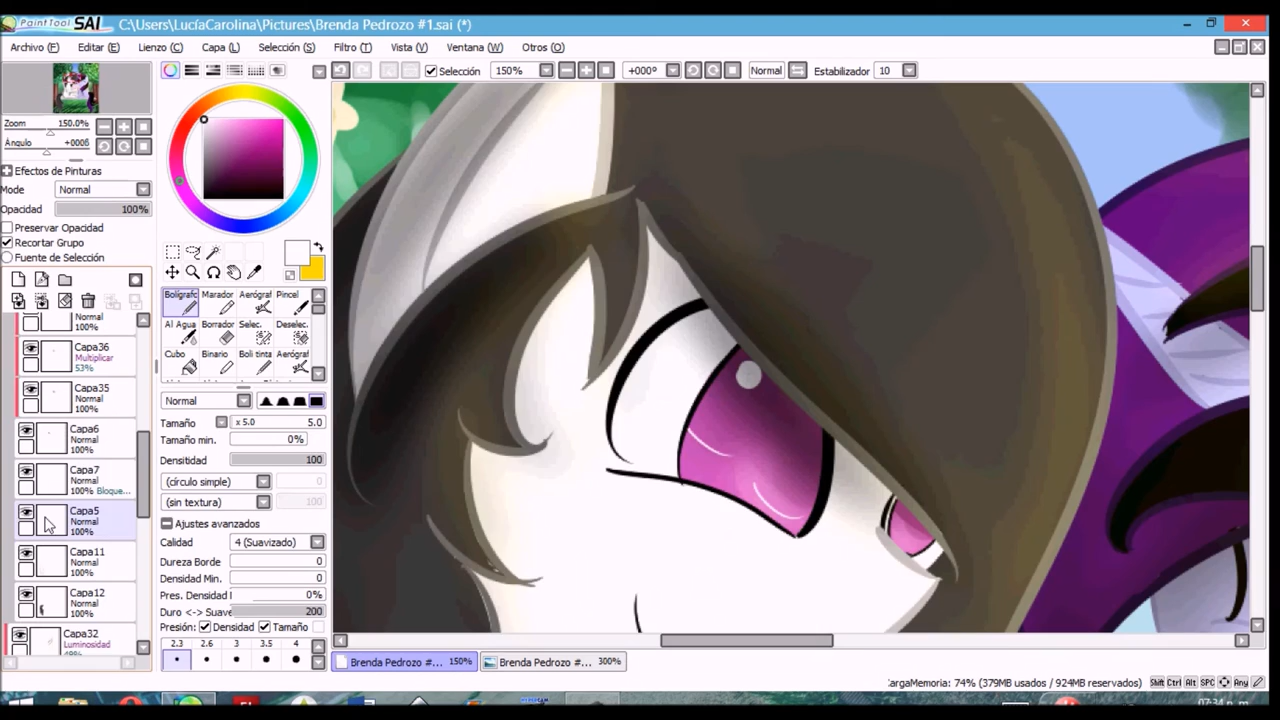 PaintTool SAI C:\Users\LucíaCarolina\Pictures\Brenda Pedrozo #1.sai (*)
Archivo (F) Editar (E) Lienzo (C) Capa (L) Selección (S) Filtro (T) Vista (V) Ventana (W) Otros (O)
Selección 150% +000º Normal Estabilizador 10
Zoom 150.0%
Ángulo
Efectos de Pinturas
Mode Normal
Opacidad 100%
Preservar Opacidad
Recortar Grupo
Fuente de Selección
Normal
100%
Capa36
Multiplicar
53%
Capa35
Normal
100%
Capa6
Normal
100%
Capa7
Normal
100% Bloque...
Capa5
Normal
100%
Capa11
Normal
100%
Capa12
Normal
100%
Capa32
Luminosidad
Bolígrafo Marador Aerógraf Pincel
Al Agua Borrador Selec. Deselec.
Cubo Binario Boli tinta Aerógraf
Normal
Tamaño x 5.0 5.0
Tamaño min. 0%
Densitidad 100
(círculo simple) 0
(sin textura) 100
Ajustes avanzados
Calidad 4 (Suavizado)
Dureza Borde 0
Densidad Min. 0
Pres. Densidad 0%
Duro <-> Suave 200
Presión: Densidad Tamaño
2.3 2.6 3 3.5 4
Brenda Pedrozo #... 150% Brenda Pedrozo #... 300%
CargaMemoria: 74% (379MB usados / 924MB reservados) Shift Ctrl Alt SPC Any